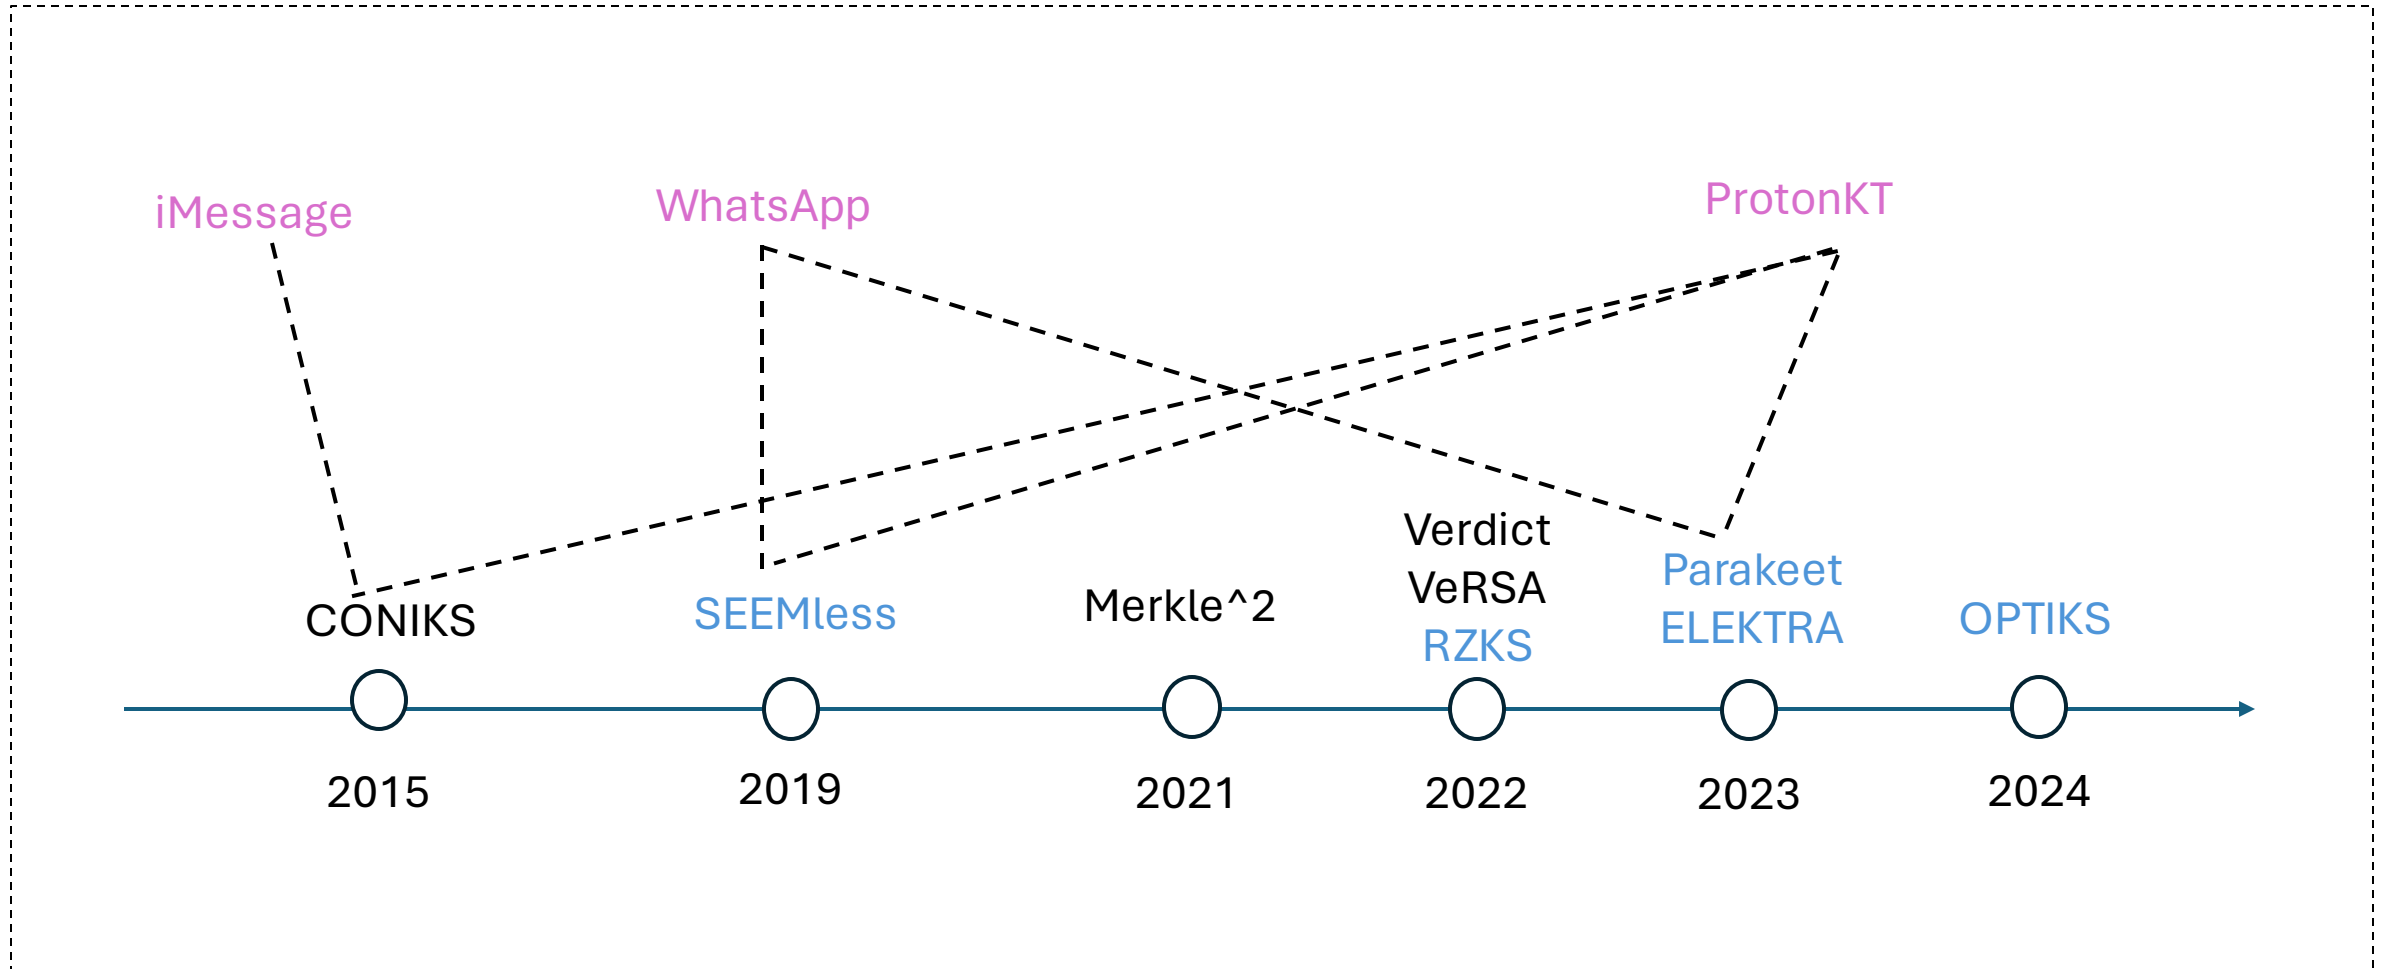 iMessage
WhatsApp
ProtonKT
CONIKS
SEEMless
Merkle^2
Verdict
VeRSA
RZKS
Parakeet
ELEKTRA
OPTIKS
2015
2019
2021
2022
2023
2024